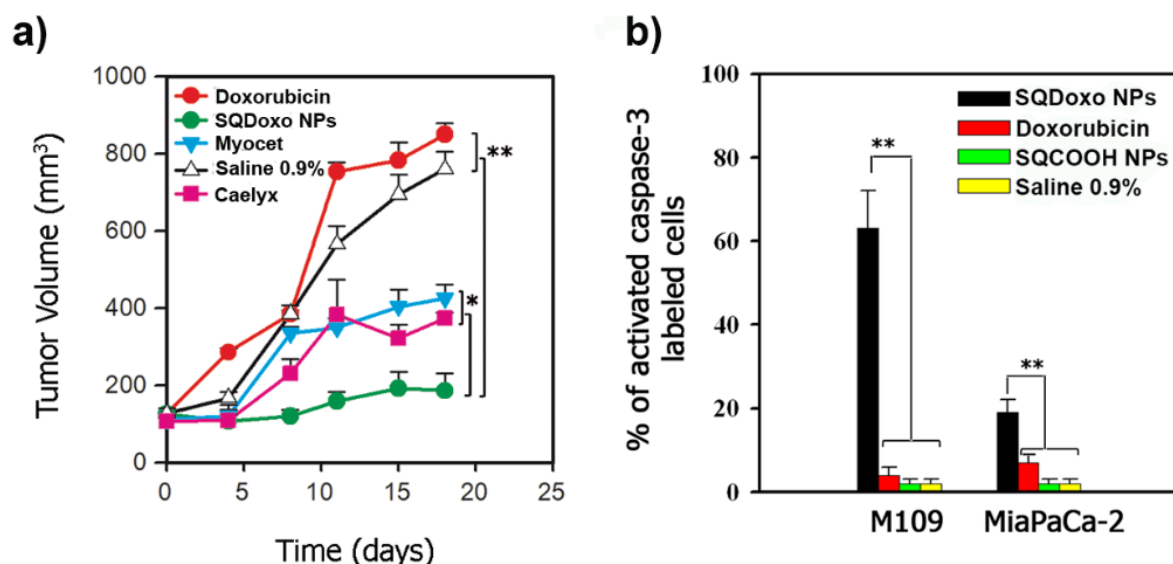 a)
Tumor Volume (mm³)
1000
800
600
400
200
0
Doxorubicin
SQDoxo NPs
Myocet
Saline 0.9%
Caelyx
**
*
0 5 10 15 20 25
Time (days)
b)
% of activated caspase-3
labeled cells
100
80
60
40
20
0
SQDoxo NPs
Doxorubicin
SQCOOH NPs
Saline 0.9%
**
**
M109 MiaPaCa-2